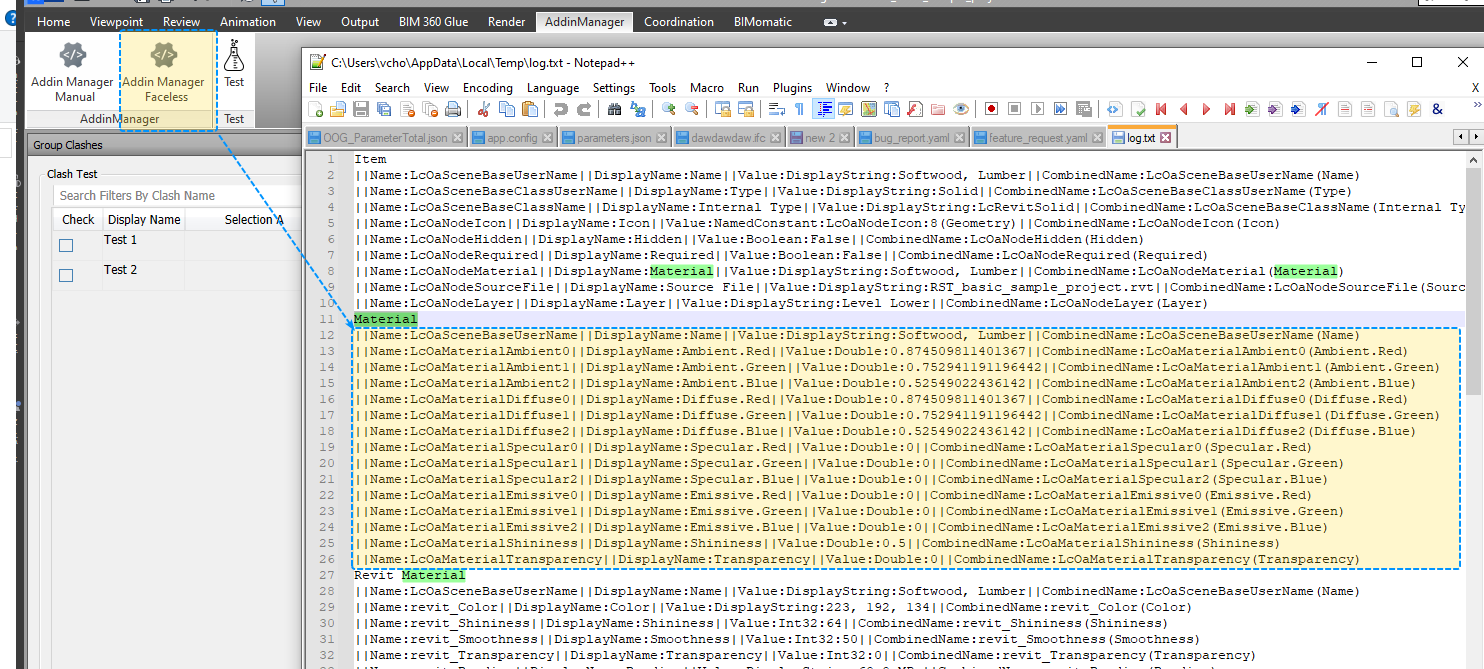 Home Viewpoint Review Animation View Output BIM 360 Glue Render AddinManager Coordination BIMomatic
Addin Manager Manual
Addin Manager Faceless
Test
AddinManager
Test
Group Clashes
Clash Test
Search Filters By Clash Name
Check Display Name Selection A
Test 1
Test 2
C:\Users\vcho\AppData\Local\Temp\log.txt - Notepad++
File Edit Search View Encoding Language Settings Tools Macro Run Plugins Window ? X
OOG_ParameterTotal.json app.config parameters.json dawdawdaw.ifc new 2 bug_report.yaml feature_request.yaml log.txt
1 Item
2 ||Name:LcOaSceneBaseUserName||DisplayName:Name||Value:DisplayString:Softwood, Lumber||CombinedName:LcOaSceneBaseUserName(Name)
3 ||Name:LcOaSceneBaseClassUserName||DisplayName:Type||Value:DisplayString:Solid||CombinedName:LcOaSceneBaseClassUserName(Type)
4 ||Name:LcOaSceneBaseClassName||DisplayName:Internal Type||Value:DisplayString:LcRevitSolid||CombinedName:LcOaSceneBaseClassName(Internal Ty
5 ||Name:LcOaNodeIcon||DisplayName:Icon||Value:NamedConstant:LcOaNodeIcon:8(Geometry)||CombinedName:LcOaNodeIcon(Icon)
6 ||Name:LcOaNodeHidden||DisplayName:Hidden||Value:Boolean:False||CombinedName:LcOaNodeHidden(Hidden)
7 ||Name:LcOaNodeRequired||DisplayName:Required||Value:Boolean:False||CombinedName:LcOaNodeRequired(Required)
8 ||Name:LcOaNodeMaterial||DisplayName:Material||Value:DisplayString:Softwood, Lumber||CombinedName:LcOaNodeMaterial(Material)
9 ||Name:LcOaNodeSourceFile||DisplayName:Source File||Value:DisplayString:RST_basic_sample_project.rvt||CombinedName:LcOaNodeSourceFile(Sourc
10 ||Name:LcOaNodeLayer||DisplayName:Layer||Value:DisplayString:Level Lower||CombinedName:LcOaNodeLayer(Layer)
11 Material
12 ||Name:LcOaSceneBaseUserName||DisplayName:Name||Value:DisplayString:Softwood, Lumber||CombinedName:LcOaSceneBaseUserName(Name)
13 ||Name:LcOaMaterialAmbient0||DisplayName:Ambient.Red||Value:Double:0.874509811401367||CombinedName:LcOaMaterialAmbient0(Ambient.Red)
14 ||Name:LcOaMaterialAmbient1||DisplayName:Ambient.Green||Value:Double:0.752941191196442||CombinedName:LcOaMaterialAmbient1(Ambient.Green)
15 ||Name:LcOaMaterialAmbient2||DisplayName:Ambient.Blue||Value:Double:0.52549022436142||CombinedName:LcOaMaterialAmbient2(Ambient.Blue)
16 ||Name:LcOaMaterialDiffuse0||DisplayName:Diffuse.Red||Value:Double:0.874509811401367||CombinedName:LcOaMaterialDiffuse0(Diffuse.Red)
17 ||Name:LcOaMaterialDiffuse1||DisplayName:Diffuse.Green||Value:Double:0.752941191196442||CombinedName:LcOaMaterialDiffuse1(Diffuse.Green)
18 ||Name:LcOaMaterialDiffuse2||DisplayName:Diffuse.Blue||Value:Double:0.52549022436142||CombinedName:LcOaMaterialDiffuse2(Diffuse.Blue)
19 ||Name:LcOaMaterialSpecular0||DisplayName:Specular.Red||Value:Double:0||CombinedName:LcOaMaterialSpecular0(Specular.Red)
20 ||Name:LcOaMaterialSpecular1||DisplayName:Specular.Green||Value:Double:0||CombinedName:LcOaMaterialSpecular1(Specular.Green)
21 ||Name:LcOaMaterialSpecular2||DisplayName:Specular.Blue||Value:Double:0||CombinedName:LcOaMaterialSpecular2(Specular.Blue)
22 ||Name:LcOaMaterialEmissive0||DisplayName:Emissive.Red||Value:Double:0||CombinedName:LcOaMaterialEmissive0(Emissive.Red)
23 ||Name:LcOaMaterialEmissive1||DisplayName:Emissive.Green||Value:Double:0||CombinedName:LcOaMaterialEmissive1(Emissive.Green)
24 ||Name:LcOaMaterialEmissive2||DisplayName:Emissive.Blue||Value:Double:0||CombinedName:LcOaMaterialEmissive2(Emissive.Blue)
25 ||Name:LcOaMaterialShininess||DisplayName:Shininess||Value:Double:0.5||CombinedName:LcOaMaterialShininess(Shininess)
26 ||Name:LcOaMaterialTransparency||DisplayName:Transparency||Value:Double:0||CombinedName:LcOaMaterialTransparency(Transparency)
27 Revit Material
28 ||Name:LcOaSceneBaseUserName||DisplayName:Name||Value:DisplayString:Softwood, Lumber||CombinedName:LcOaSceneBaseUserName(Name)
29 ||Name:revit_Color||DisplayName:Color||Value:DisplayString:223, 192, 134||CombinedName:revit_Color(Color)
30 ||Name:revit_Shininess||DisplayName:Shininess||Value:Int32:64||CombinedName:revit_Shininess(Shininess)
31 ||Name:revit_Smoothness||DisplayName:Smoothness||Value:Int32:50||CombinedName:revit_Smoothness(Smoothness)
32 ||Name:revit_Transparency||DisplayName:Transparency||Value:Int32:0||CombinedName:revit_Transparency(Transparency)